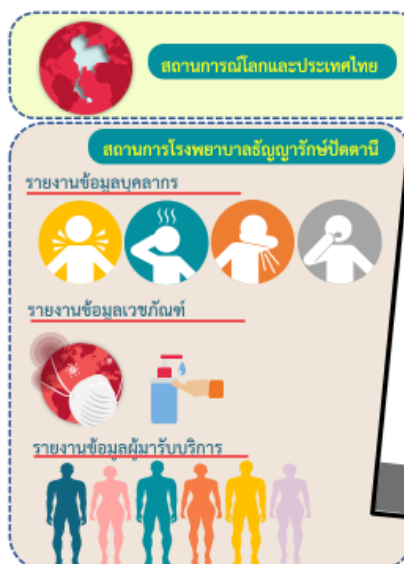 สถานการณ์โลกและประเทศไทย
สถานการโรงพยาบาลธัญญารักษ์ปัตตานี
รายงานข้อมูลบุคลากร
รายงานข้อมูลเวชภัณฑ์
รายงานข้อมูลผู้มารับบริการ